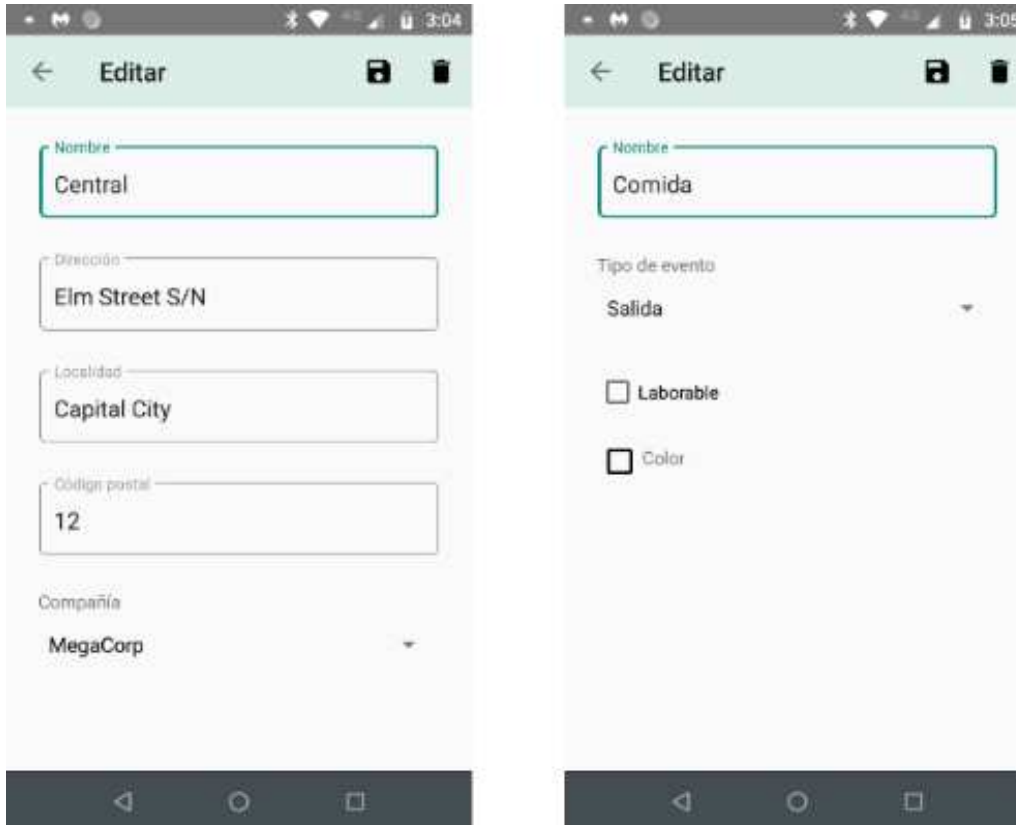 3:04
Editar
Nombre
Central
Dirección
Elm Street S/N
Localidad
Capital City
Código postal
12
Compañía
MegaCorp
3:05
Editar
Nombre
Comida
Tipo de evento
Salida
Laborable
Color